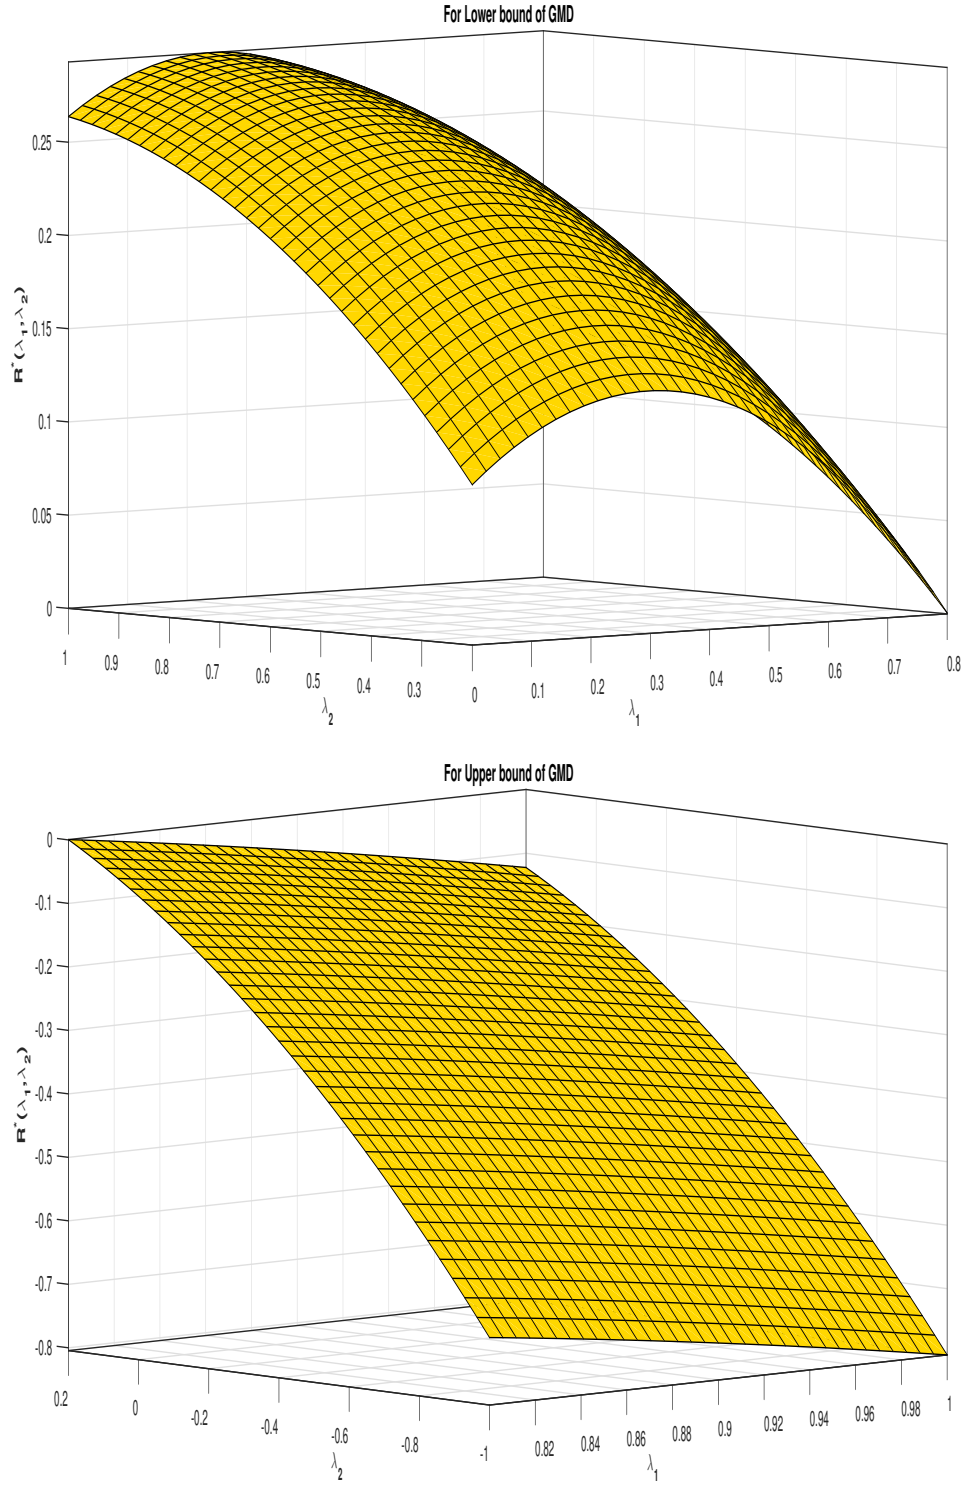 For Lower bound of GMD
0.25
0.2
0.15
0.1
0.05
0
R*(λ1,λ2)
1 0.9 0.8 0.7 0.6 0.5 0.4 0.3 0 0.1 0.2 0.3 0.4 0.5 0.6 0.7 0.8
λ2 λ1
For Upper bound of GMD
0
-0.1
-0.2
-0.3
-0.4
-0.5
-0.6
-0.7
-0.8
R*(λ1,λ2)
0.2 0 -0.2 -0.4 -0.6 -0.8 -1 0.82 0.84 0.86 0.88 0.9 0.92 0.94 0.96 0.98 1
λ2 λ1